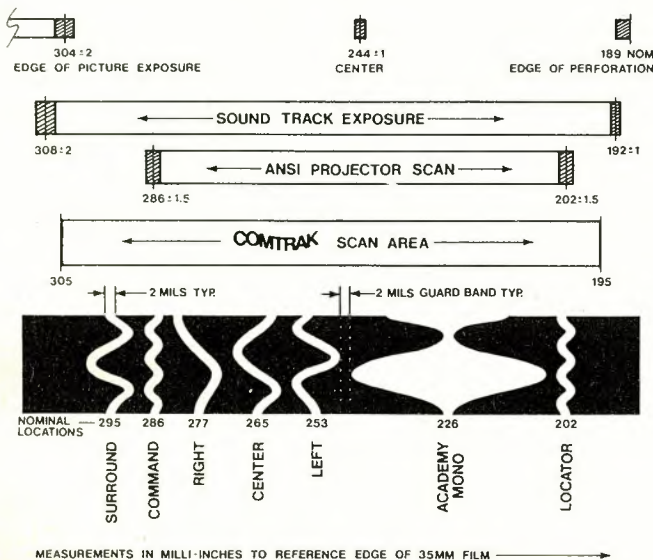 304±2 244±1 189 NOM.
EDGE OF PICTURE EXPOSURE CENTER EDGE OF PERFORATION
SOUND TRACK EXPOSURE
308±2 192±1
ANSI PROJECTOR SCAN
286±1.5 202±1.5
COMTRAK SCAN AREA
305 195
2 MILS TYP. 2 MILS GUARD BAND TYP.
NOMINAL LOCATIONS 295 286 277 265 253 226 202
SURROUND
COMMAND
RIGHT
CENTER
LEFT
ACADEMY
MONO
LOCATOR
MEASUREMENTS IN MILLI-INCHES TO REFERENCE EDGE OF 35MM FILM